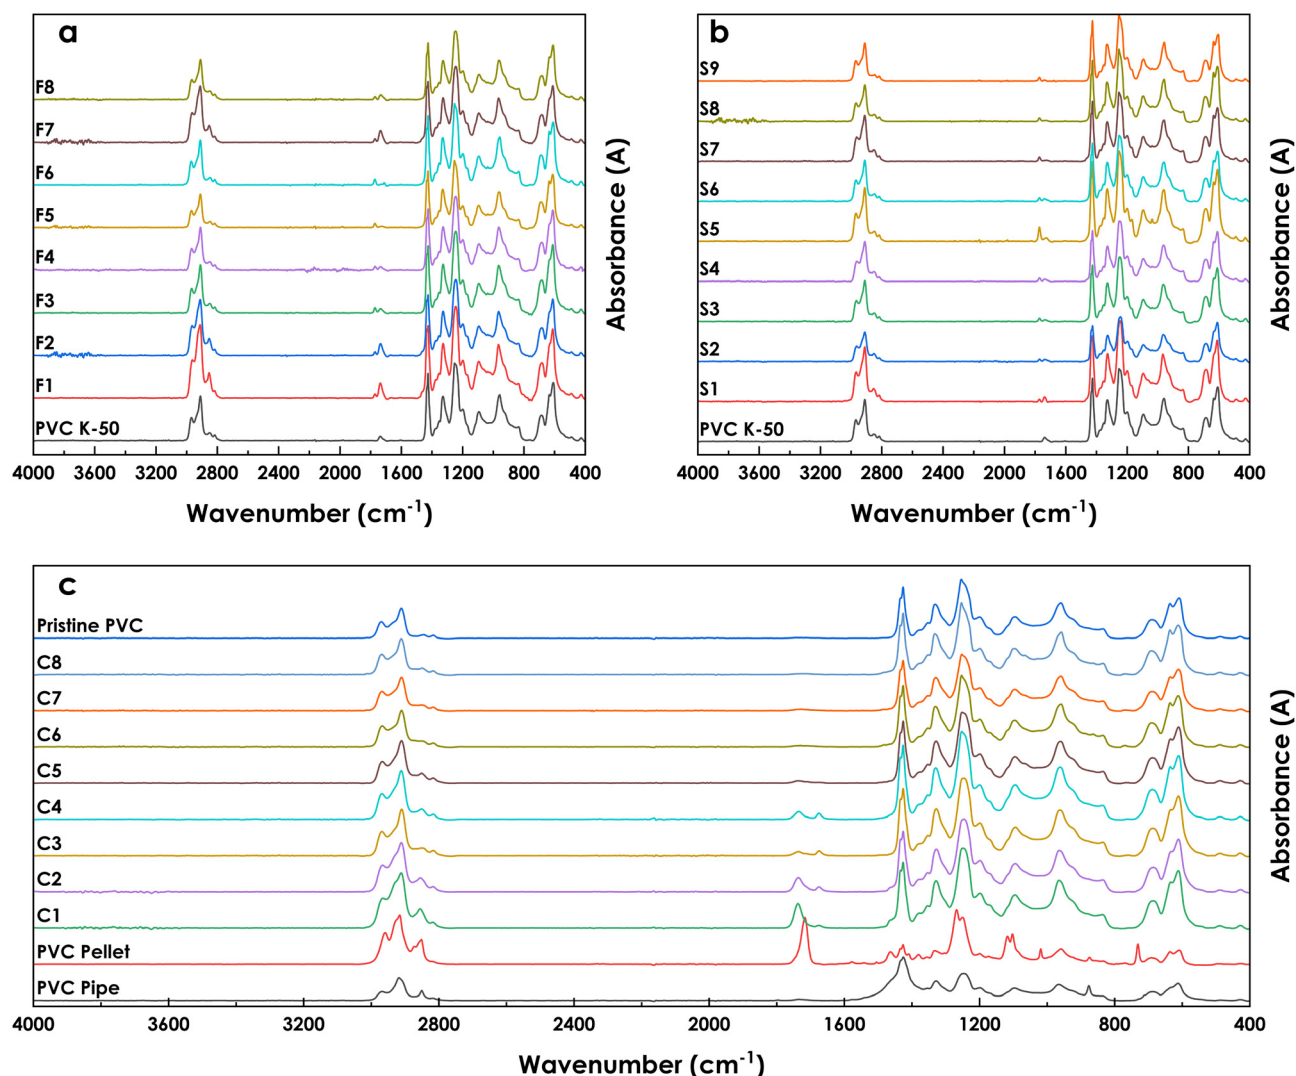 a
F8
F7
F6
F5
F4
F3
F2
F1
PVC K-50
4000 3600 3200 2800 2400 2000 1600 1200 800 400
Wavenumber (cm-1)
Absorbance (A)
b
S9
S8
S7
S6
S5
S4
S3
S2
S1
PVC K-50
4000 3600 3200 2800 2400 2000 1600 1200 800 400
Wavenumber (cm-1)
Absorbance (A)
c
Pristine PVC
C8
C7
C6
C5
C4
C3
C2
C1
PVC Pellet
PVC Pipe
4000 3600 3200 2800 2400 2000 1600 1200 800 400
Wavenumber (cm-1)
Absorbance (A)